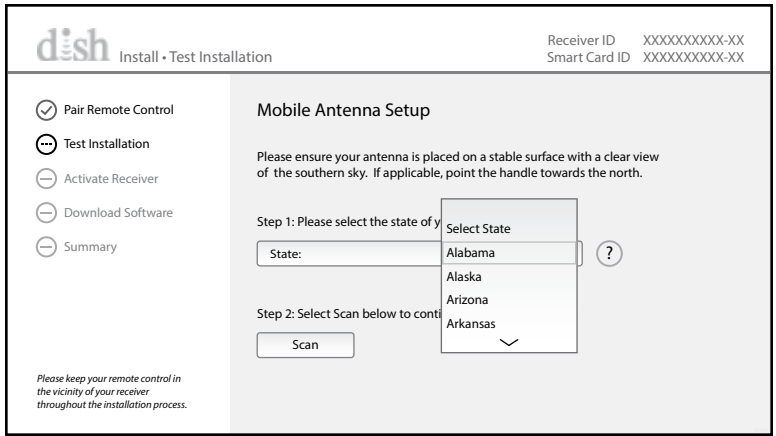 dish Install • Test Installation
Receiver ID XXXXXXXXXX-XX
Smart Card ID XXXXXXXXXX-XX
Pair Remote Control
Test Installation
Activate Receiver
Download Software
Summary
Please keep your remote control in
the vicinity of your receiver
throughout the installation process.
Mobile Antenna Setup
Please ensure your antenna is placed on a stable surface with a clear view
of the southern sky. If applicable, point the handle towards the north.
Step 1: Please select the state of y
State:
Select State
Alabama
Alaska
Arizona
Arkansas
?
Step 2: Select Scan below to conti
Scan